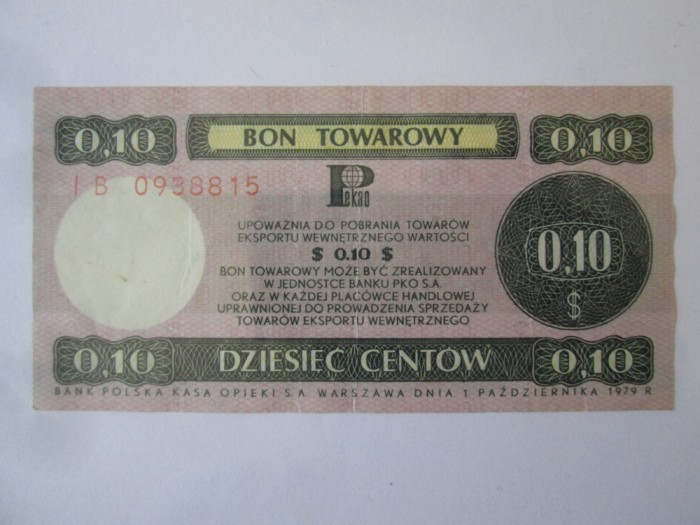 0,10 BON TOWAROWY 0,10
IB 0938815
Pekao
UPOWAŻNIA DO POBRANIA TOWARÓW
EKSPORTU WEWNĘTRZNEGO WARTOŚCI
$ 0.10 $
BON TOWAROWY MOŻE BYĆ ZREALIZOWANY
W JEDNOSTCE BANKU PKO S.A.
ORAZ W KAŻDEJ PLACÓWCE HANDLOWEJ
UPRAWNIONEJ DO PROWADZENIA SPRZEDAŻY
TOWARÓW EKSPORTU WEWNĘTRZNEGO
0,10
$
0,10 DZIESIĘĆ CENTÓW 0,10
BANK POLSKA KASA OPIEKI S.A. WARSZAWA DNIA 1 PAŹDZIERNIKA 1979 R